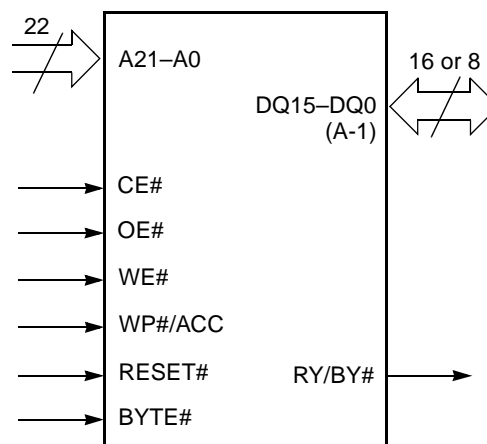 22
A21–A0
16 or 8
DQ15–DQ0
(A-1)
CE#
OE#
WE#
WP#/ACC
RESET#
RY/BY#
BYTE#